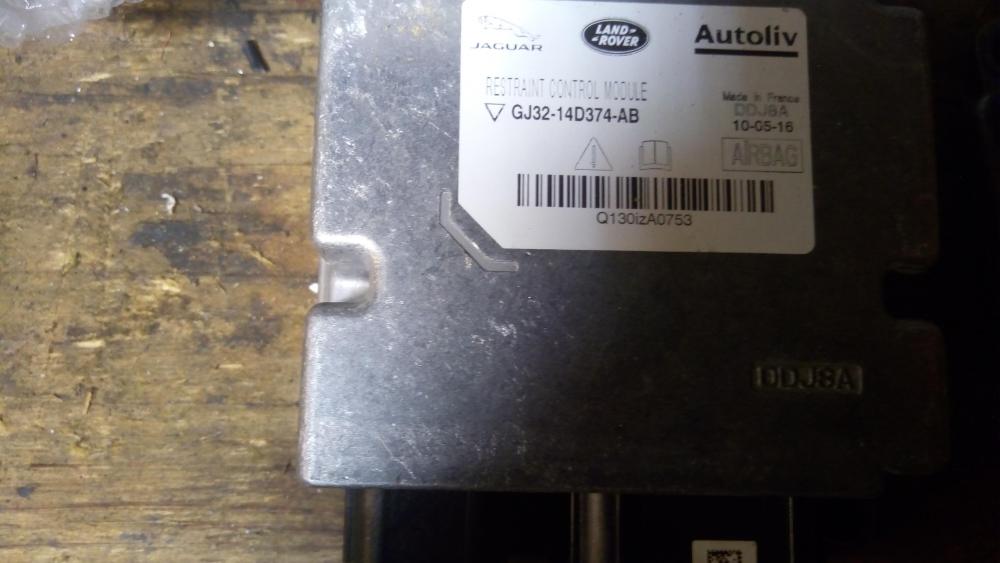 JAGUAR
LAND-
-ROVER
Autoliv
RESTRAINT CONTROL MODULE
GJ32-14D374-AB
Made in France
DDJ8A
10-05-16
AIRBAG
Q130izA0753
DDJ8A